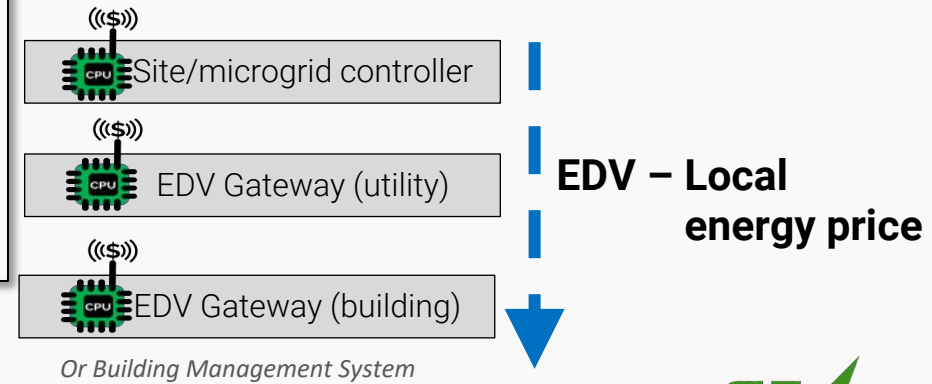 (($))
CPU
Site/microgrid controller
(($))
CPU
EDV Gateway (utility)
EDV – Local
energy price
(($))
CPU
EDV Gateway (building)
Or Building Management System